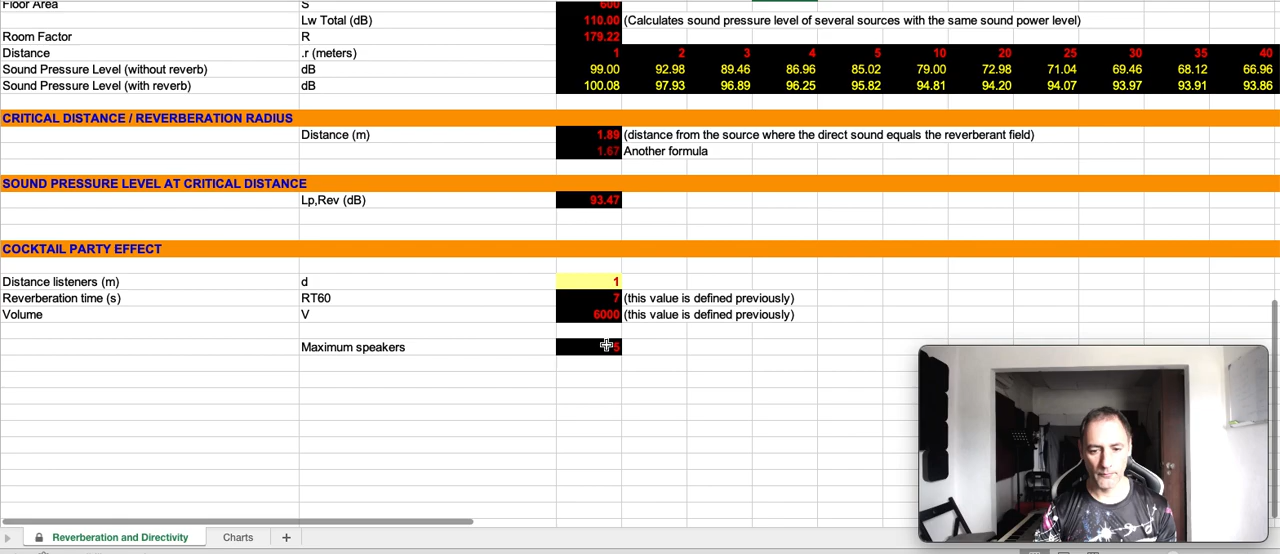 Floor Area S 600
Lw Total (dB) 110.00 (Calculates sound pressure level of several sources with the same sound power level)
Room Factor R 179.22
Distance .r (meters) 1 2 3 4 5 10 20 25 30 35 40
Sound Pressure Level (without reverb) dB 99.00 92.98 89.46 86.96 85.02 79.00 72.98 71.04 69.46 68.12 66.96
Sound Pressure Level (with reverb) dB 100.08 97.93 96.89 96.25 95.82 94.81 94.20 94.07 93.97 93.91 93.86
CRITICAL DISTANCE / REVERBERATION RADIUS
Distance (m) 1.89 (distance from the source where the direct sound equals the reverberant field)
1.67 Another formula
SOUND PRESSURE LEVEL AT CRITICAL DISTANCE
Lp,Rev (dB) 93.47
COCKTAIL PARTY EFFECT
Distance listeners (m) d 1
Reverberation time (s) RT60 7 (this value is defined previously)
Volume V 6000 (this value is defined previously)
Maximum speakers
Reverberation and Directivity Charts +